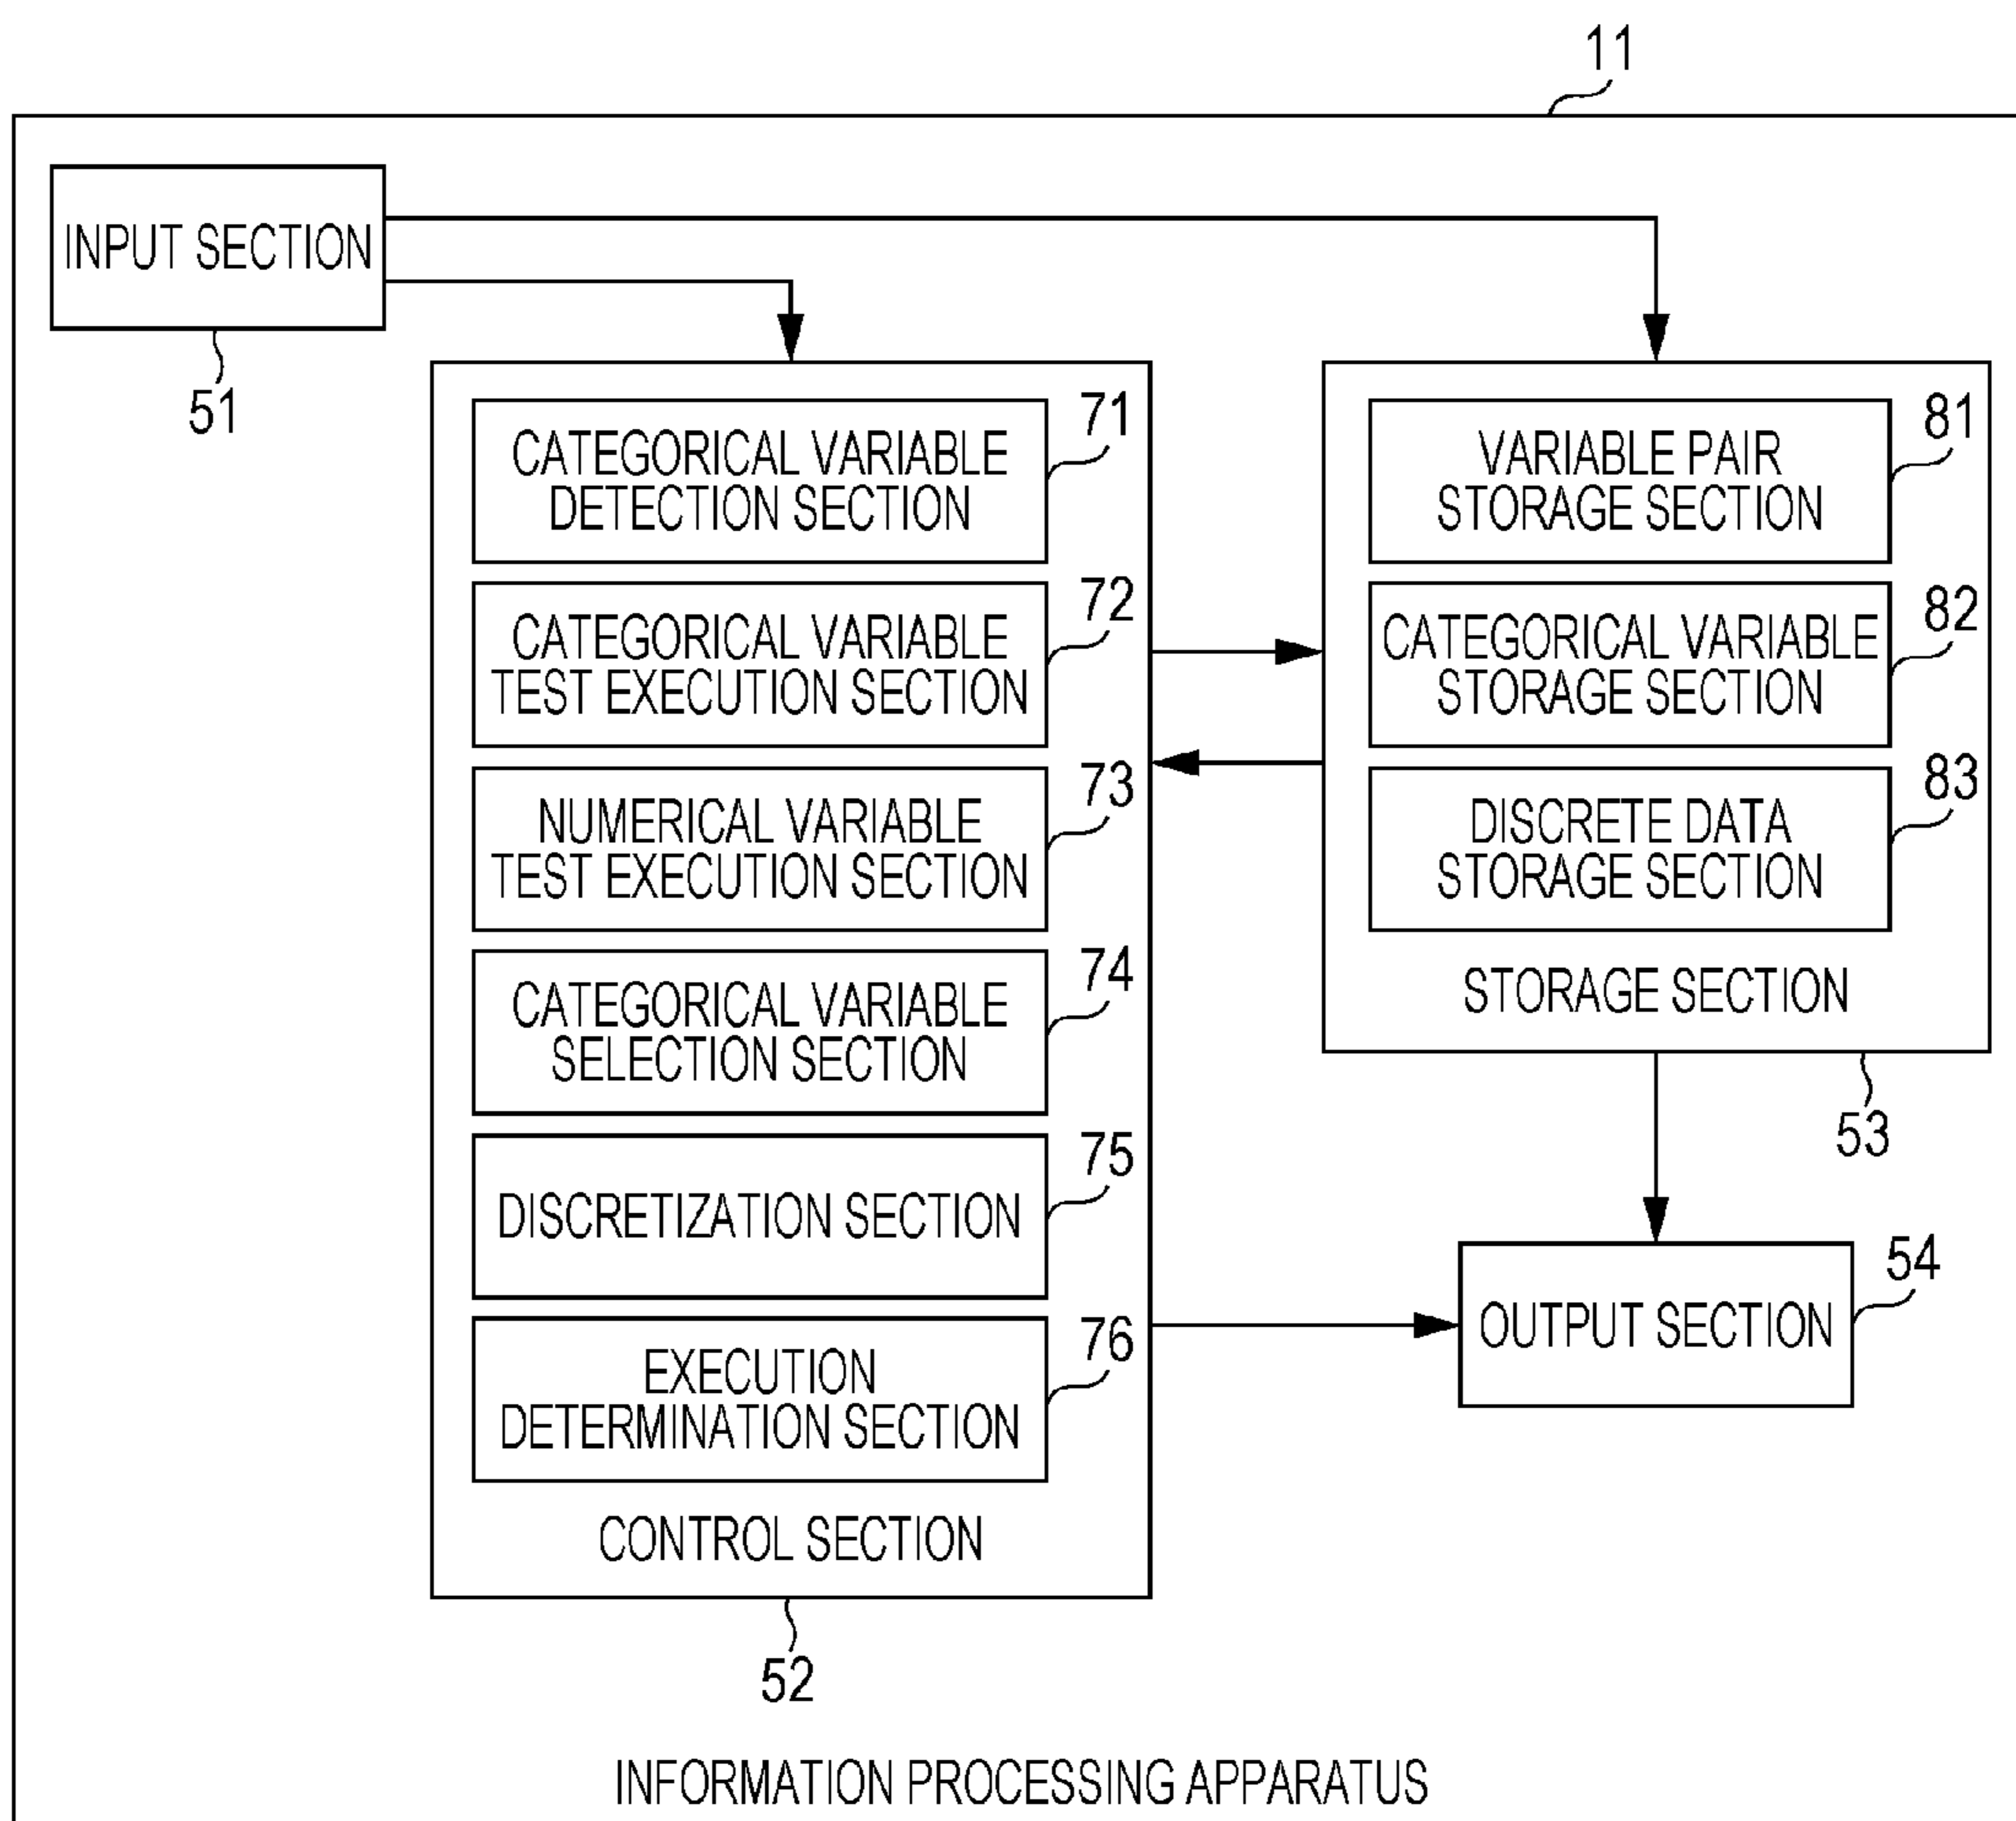 11
INPUT SECTION
51
CATEGORICAL VARIABLE
DETECTION SECTION
71
CATEGORICAL VARIABLE
TEST EXECUTION SECTION
72
NUMERICAL VARIABLE
TEST EXECUTION SECTION
73
CATEGORICAL VARIABLE
SELECTION SECTION
74
DISCRETIZATION SECTION
75
EXECUTION
DETERMINATION SECTION
76
CONTROL SECTION
52
VARIABLE PAIR
STORAGE SECTION
81
CATEGORICAL VARIABLE
STORAGE SECTION
82
DISCRETE DATA
STORAGE SECTION
83
STORAGE SECTION
53
OUTPUT SECTION
54
INFORMATION PROCESSING APPARATUS